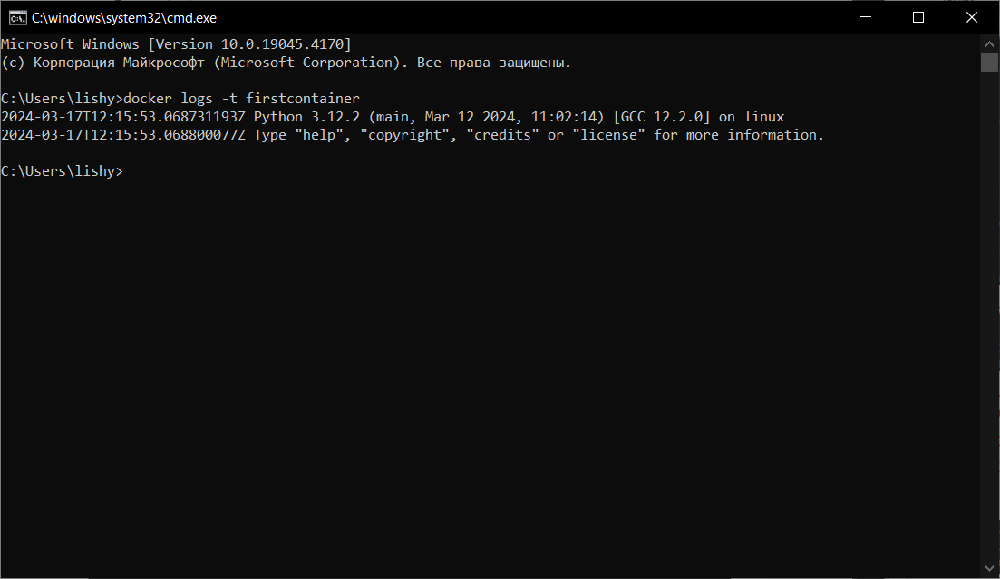 C:\windows\system32\cmd.exe
Microsoft Windows [Version 10.0.19045.4170]
(c) Корпорация Майкрософт (Microsoft Corporation). Все права защищены.
C:\Users\lishy>docker logs -t firstcontainer
2024-03-17T12:15:53.068731193Z Python 3.12.2 (main, Mar 12 2024, 11:02:14) [GCC 12.2.0] on linux
2024-03-17T12:15:53.068800077Z Type "help", "copyright", "credits" or "license" for more information.
C:\Users\lishy>